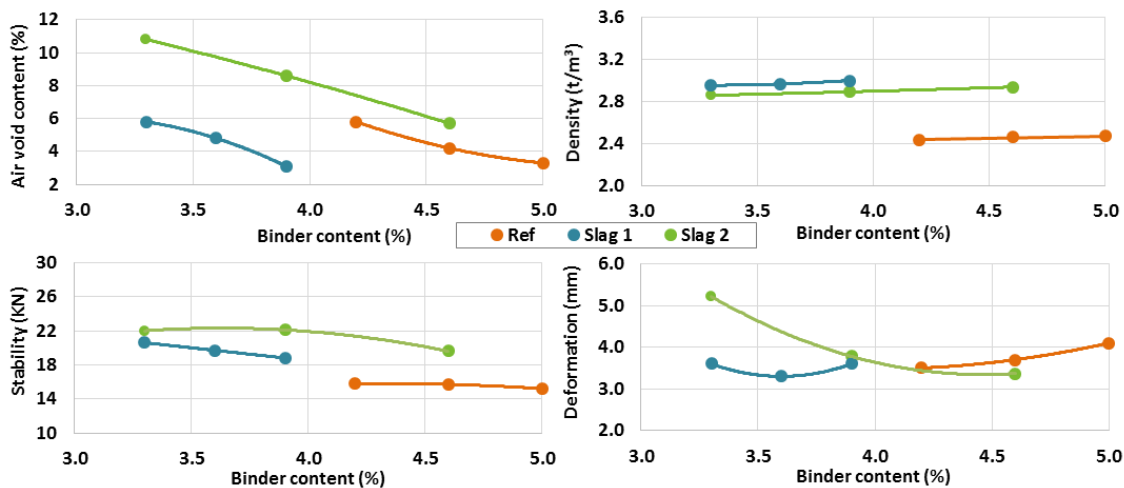 Air void content (%)
12
10
8
6
4
2
3.0 3.5 4.0 4.5 5.0
Binder content (%)
Density (t/m³)
3.6
3.2
2.8
2.4
2.0
3.0 3.5 4.0 4.5 5.0
Binder content (%)
Ref Slag 1 Slag 2
Stability (KN)
30
26
22
18
14
10
3.0 3.5 4.0 4.5 5.0
Binder content (%)
Deformation (mm)
6.0
5.0
4.0
3.0
2.0
3.0 3.5 4.0 4.5 5.0
Binder content (%)